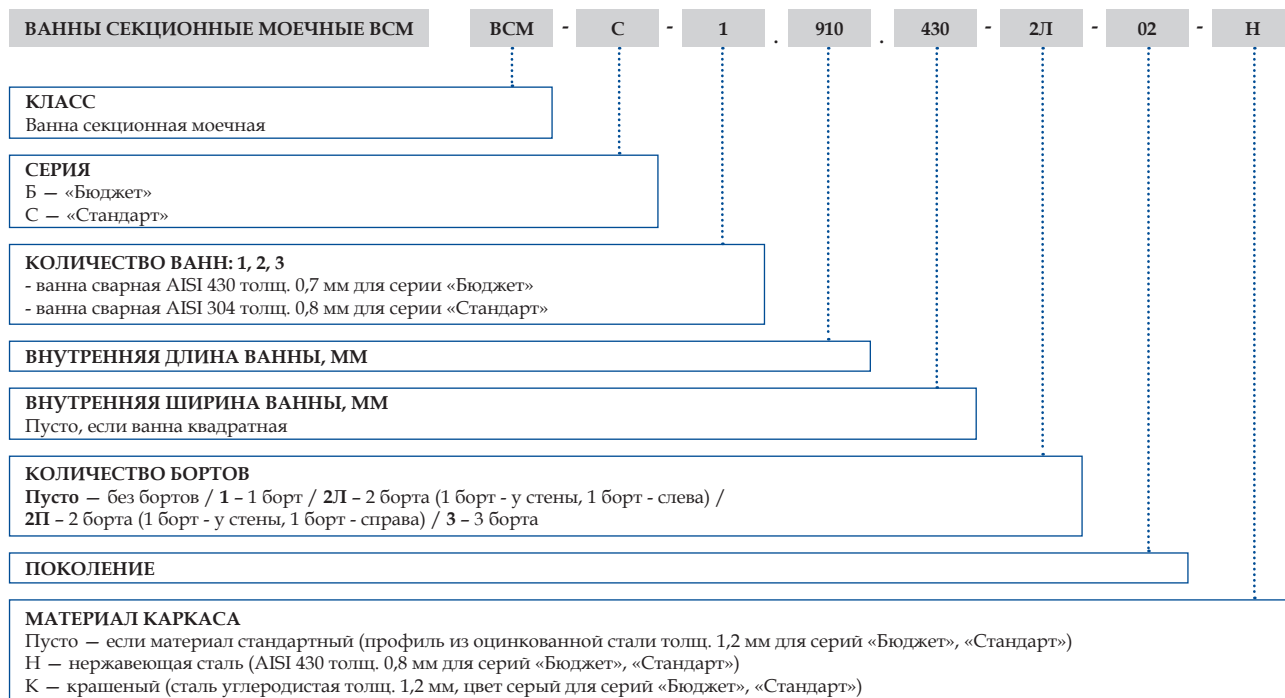 ВАННЫ СЕКЦИОННЫЕ МОЕЧНЫЕ ВСМ ВСМ - С - 1 . 910 . 430 - 2Л - 02 - Н
КЛАСС
Ванна секционная моечная
СЕРИЯ
Б — «Бюджет»
С — «Стандарт»
КОЛИЧЕСТВО ВАНН: 1, 2, 3
- ванна сварная AISI 430 толщ. 0,7 мм для серии «Бюджет»
- ванна сварная AISI 304 толщ. 0,8 мм для серии «Стандарт»
ВНУТРЕННЯЯ ДЛИНА ВАННЫ, ММ
ВНУТРЕННЯЯ ШИРИНА ВАННЫ, ММ
Пусто, если ванна квадратная
КОЛИЧЕСТВО БОРТОВ
Пусто — без бортов / 1 – 1 борт / 2Л – 2 борта (1 борт - у стены, 1 борт - слева) /
2П – 2 борта (1 борт - у стены, 1 борт - справа) / 3 – 3 борта
ПОКОЛЕНИЕ
МАТЕРИАЛ КАРКАСА
Пусто — если материал стандартный (профиль из оцинкованной стали толщ. 1,2 мм для серий «Бюджет», «Стандарт»)
Н — нержавеющая сталь (AISI 430 толщ. 0,8 мм для серий «Бюджет», «Стандарт»)
К — крашеный (сталь углеродистая толщ. 1,2 мм, цвет серый для серий «Бюджет», «Стандарт»)